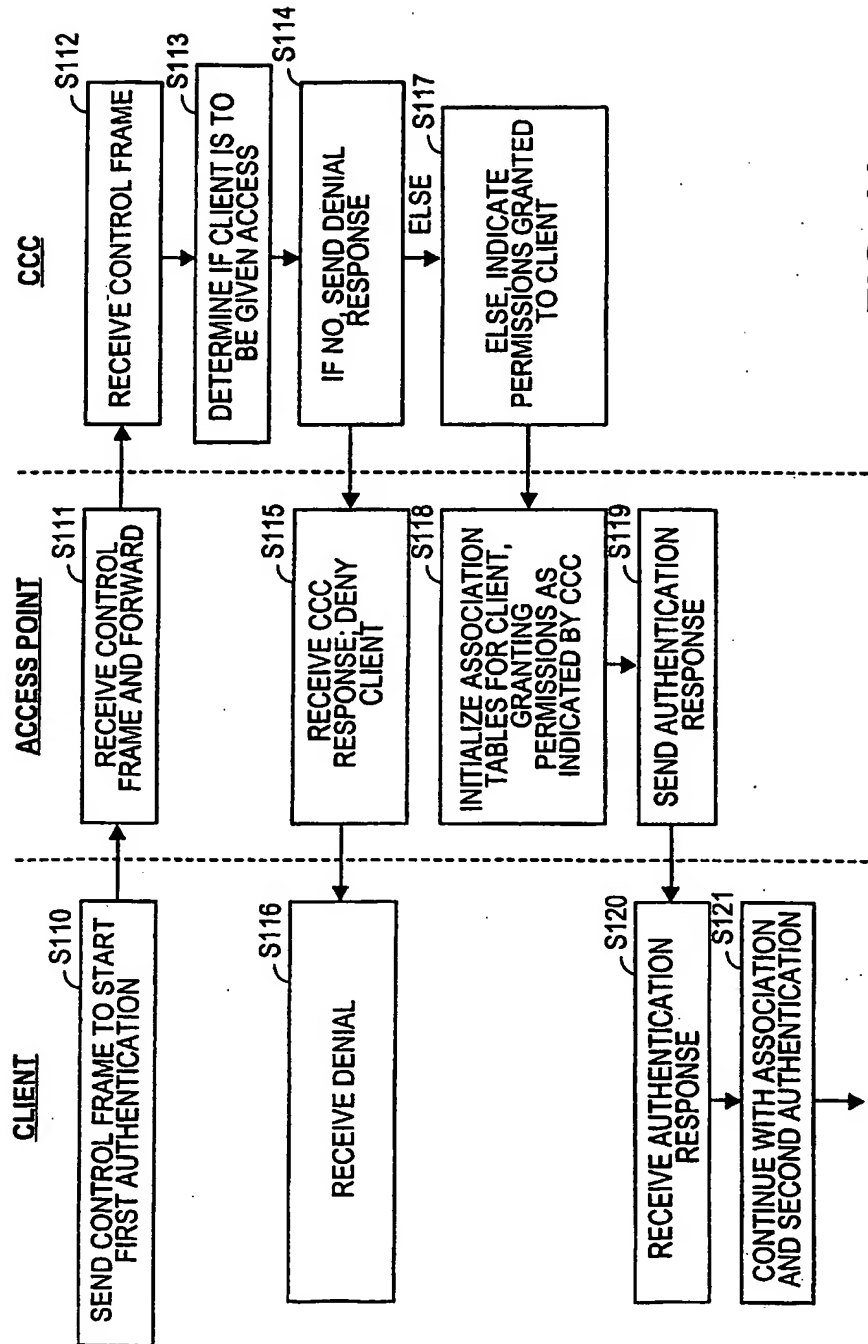 CLIENT
ACCESS POINT
CCC
S110
SEND CONTROL FRAME TO START
FIRST AUTHENTICATION
S111
RECEIVE CONTROL
FRAME AND FORWARD
S112
RECEIVE CONTROL FRAME
S113
DETERMINE IF CLIENT IS TO
BE GIVEN ACCESS
S114
IF NO, SEND DENIAL
RESPONSE
ELSE
S115
RECEIVE CCC
RESPONSE; DENY
CLIENT
S116
RECEIVE DENIAL
S117
ELSE, INDICATE
PERMISSIONS GRANTED
TO CLIENT
S118
INITIALIZE ASSOCIATION
TABLES FOR CLIENT,
GRANTING
PERMISSIONS AS
INDICATED BY CCC
S119
SEND AUTHENTICATION
RESPONSE
S120
RECEIVE AUTHENTICATION
RESPONSE
S121
CONTINUE WITH ASSOCIATION
AND SECOND AUTHENTICATION